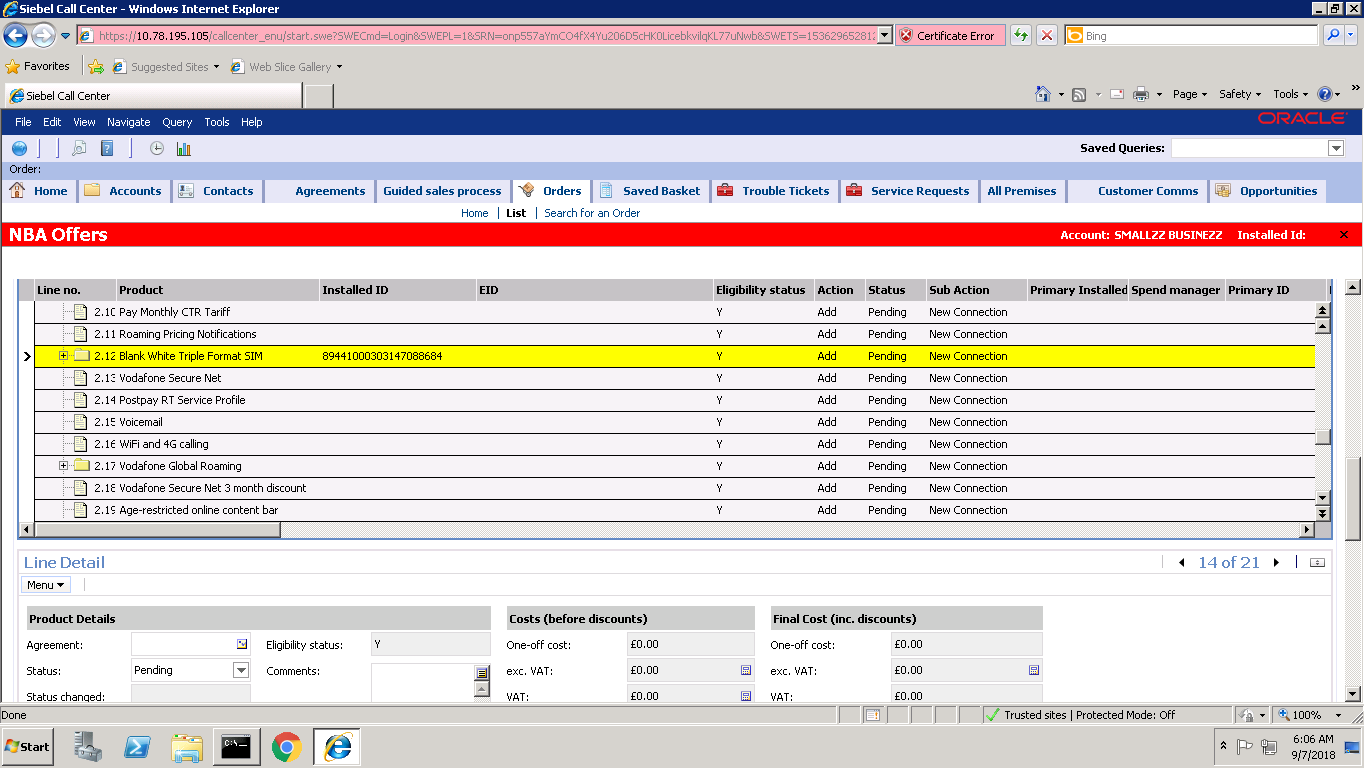 Siebel Call Center - Windows Internet Explorer
https://10.78.195.105/callcenter_enu/start.swe?SWECmd=Login&SWEPL=1&SRN=onp557aYmCO4fX4Yu206D5cHK0LicebkvilqKL77uNwb&SWETS=153629652812 Certificate Error Bing
Favorites Suggested Sites Web Slice Gallery
Siebel Call Center Page Safety Tools
File Edit View Navigate Query Tools Help ORACLE
Saved Queries:
Order:
Home Accounts Contacts Agreements Guided sales process Orders Saved Basket Trouble Tickets Service Requests All Premises Customer Comms Opportunities
Home List Search for an Order
NBA Offers Account: SMALLZZ BUSINEZZ Installed Id:
Line no. Product Installed ID EID Eligibility status Action Status Sub Action Primary Installed Spend manager Primary ID
2.10 Pay Monthly CTR Tariff Y Add Pending New Connection
2.11 Roaming Pricing Notifications Y Add Pending New Connection
2.12 Blank White Triple Format SIM 89441000303147088684 Y Add Pending New Connection
2.13 Vodafone Secure Net Y Add Pending New Connection
2.14 Postpay RT Service Profile Y Add Pending New Connection
2.15 Voicemail Y Add Pending New Connection
2.16 WiFi and 4G calling Y Add Pending New Connection
2.17 Vodafone Global Roaming Y Add Pending New Connection
2.18 Vodafone Secure Net 3 month discount Y Add Pending New Connection
2.19 Age-restricted online content bar Y Add Pending New Connection
Line Detail 14 of 21
Menu
Product Details Costs (before discounts) Final Cost (inc. discounts)
Agreement: Eligibility status: Y One-off cost: £0.00 One-off cost: £0.00
Status: Pending Comments: exc. VAT: £0.00 exc. VAT: £0.00
Status changed: VAT: £0.00 VAT: £0.00
Done Trusted sites | Protected Mode: Off 100%
Start C:\ 6:06 AM
9/7/2018